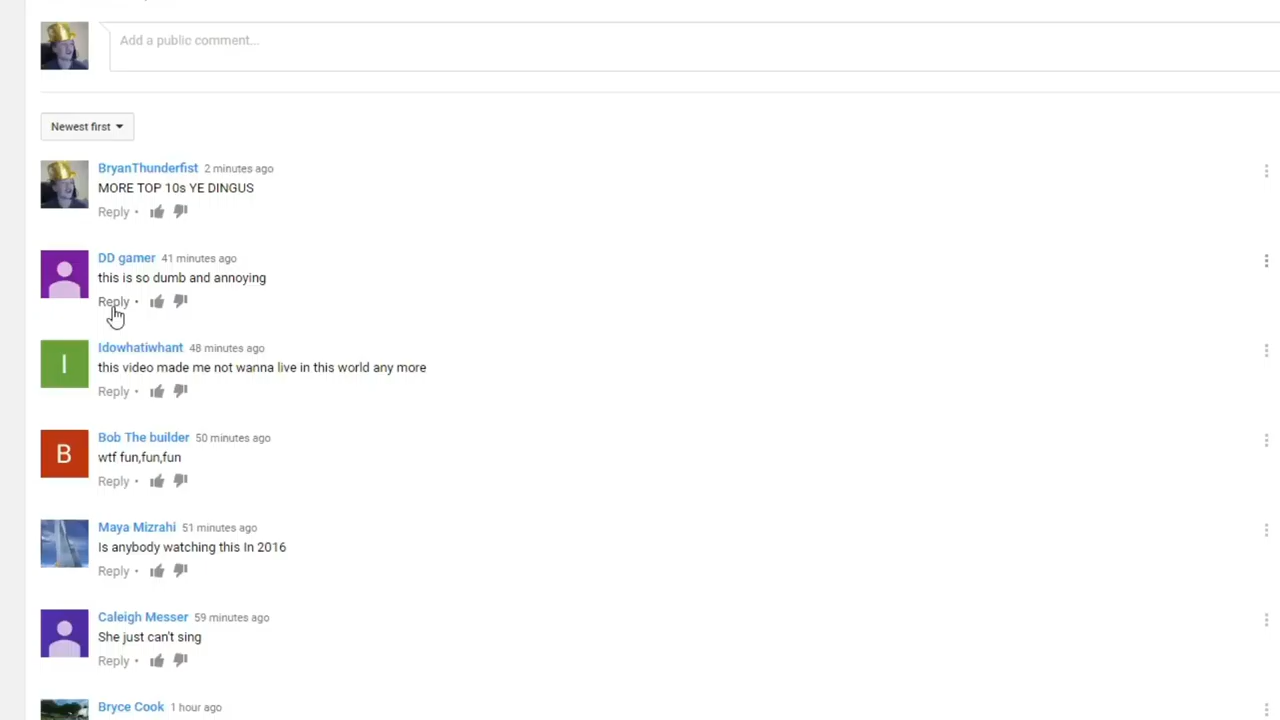 Add a public comment...
Newest first
BryanThunderfist 2 minutes ago
MORE TOP 10s YE DINGUS
Reply •
DD gamer 41 minutes ago
this is so dumb and annoying
Reply •
I
Idowhatiwhant 48 minutes ago
this video made me not wanna live in this world any more
Reply •
B
Bob The builder 50 minutes ago
wtf fun,fun,fun
Reply •
Maya Mizrahi 51 minutes ago
Is anybody watching this In 2016
Reply •
Caleigh Messer 59 minutes ago
She just can't sing
Reply •
Bryce Cook 1 hour ago